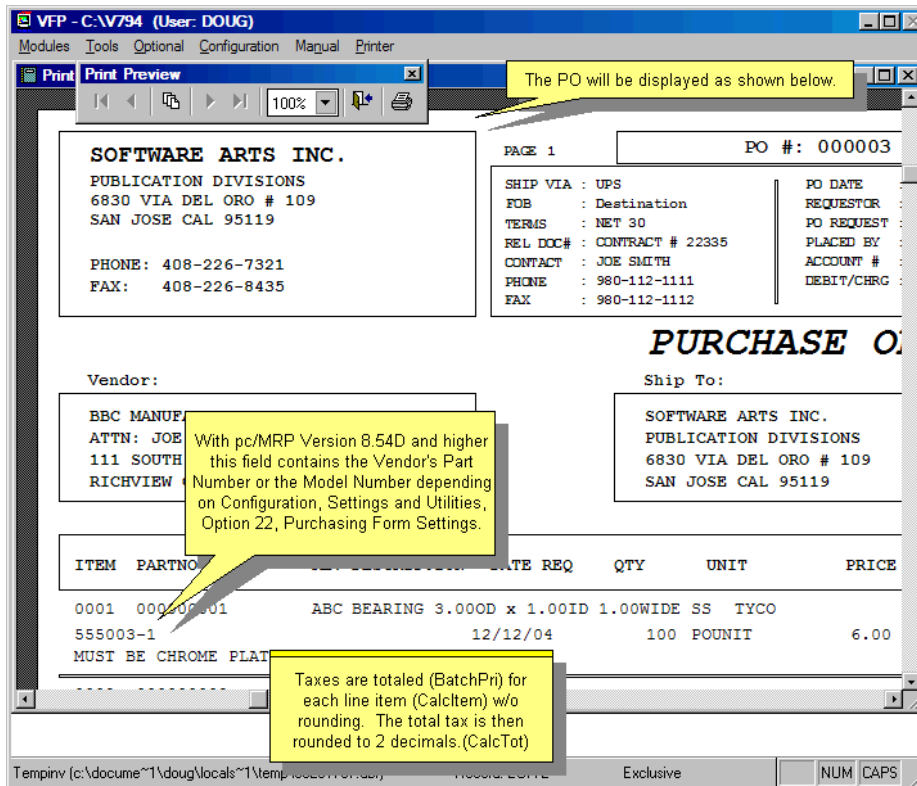 VFP - C:\V794 (User: DOUG)
Modules Tools Optional Configuration Manual Printer
Print
Print Preview
100%
The PO will be displayed as shown below.
SOFTWARE ARTS INC.
PUBLICATION DIVISIONS
6830 VIA DEL ORO # 109
SAN JOSE CAL 95119
PHONE: 408-226-7321
FAX: 408-226-8435
PAGE 1
PO #: 000003
SHIP VIA : UPS
FOB : Destination
TERMS : NET 30
REL DOC# : CONTRACT # 22335
CONTACT : JOE SMITH
PHONE : 980-112-1111
FAX : 980-112-1112
PO DATE :
REQUESTOR :
PO REQUEST :
PLACED BY :
ACCOUNT # :
DEBIT/CHRG :
PURCHASE
Vendor:
Ship To:
BBC
ATTN: JOE
111 SOUTH
RICHVIEW
SOFTWARE ARTS INC.
PUBLICATION DIVISIONS
6830 VIA DEL ORO # 109
SAN JOSE CAL 95119
With pc/MRP Version 8.54D and higher
this field contains the Vendor's Part
Number or the Model Number depending
on Configuration, Settings and Utilities,
Option 22, Purchasing Form Settings.
ITEM PARTNO DATE REQ QTY UNIT PRICE
0001 ABC BEARING 3.00OD x 1.00ID 1.00WIDE SS TYCO
555003-1 12/12/04 100 POUNIT 6.00
MUST BE CHROME
Taxes are totaled (BatchPri) for
each line item (CalcItem) w/o
rounding. The total tax is then
rounded to 2 decimals.(CalcTot)
Tempinv (c:\docume~1\doug\locals~1\temp Exclusive NUM CAPS